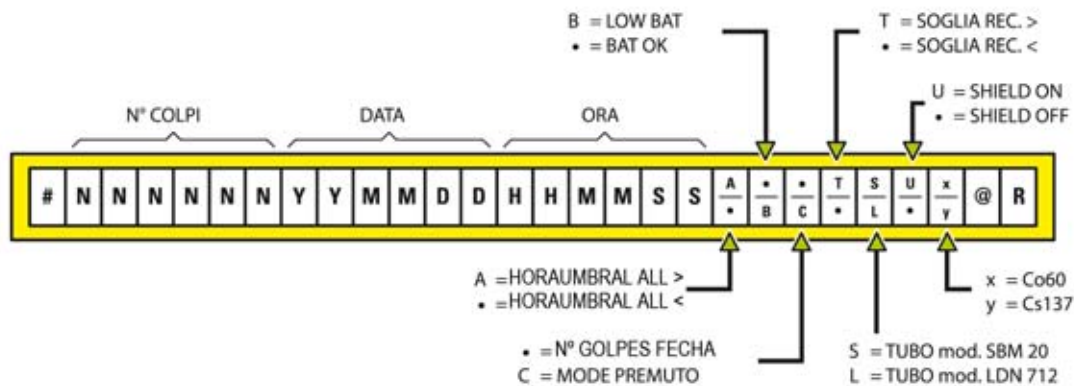 B = LOW BAT
• = BAT OK
T = SOGLIA REC. >
• = SOGLIA REC. <
U = SHIELD ON
• = SHIELD OFF
N° COLPI DATA ORA
# N N N N N N Y Y M M D D H H M M S S A/• •/B •/C T/• S/L U/• x/y @ R
A =HORAUMBRAL ALL >
• =HORAUMBRAL ALL <
x = Co60
y = Cs137
• = Nº GOLPES FECHA
C = MODE PREMUTO
S = TUBO mod. SBM 20
L = TUBO mod. LDN 712